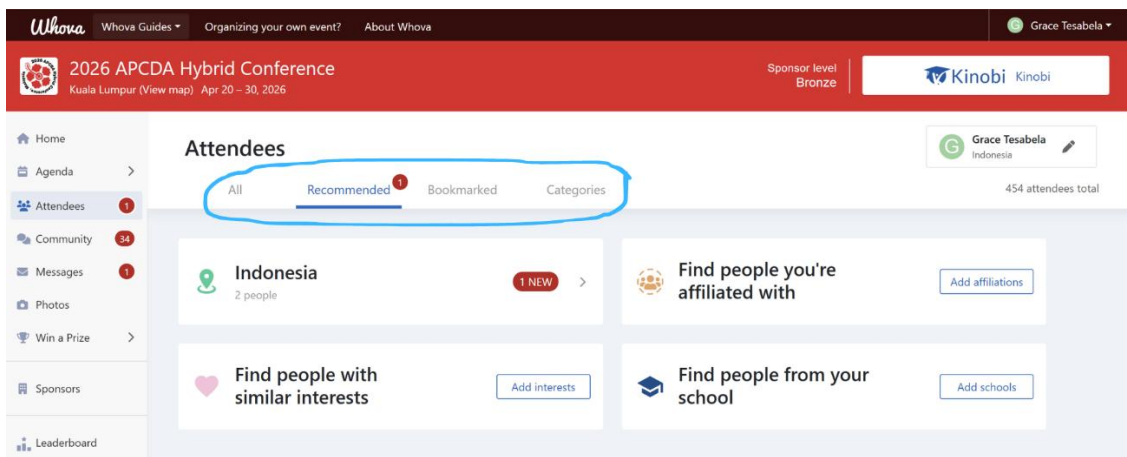 Whova Whova Guides Organizing your own event? About Whova G Grace Tesabela
2026 APCDA Hybrid Conference
Kuala Lumpur (View map) Apr 20 – 30, 2026
Sponsor level
Bronze
Kinobi Kinobi
Home
Agenda
Attendees 1
Community 34
Messages 1
Photos
Win a Prize
Sponsors
Leaderboard
Attendees
G Grace Tesabela
Indonesia
All Recommended 1 Bookmarked Categories
454 attendees total
Indonesia
2 people
1 NEW
Find people you're
affiliated with
Add affiliations
Find people with
similar interests
Add interests
Find people from your
school
Add schools